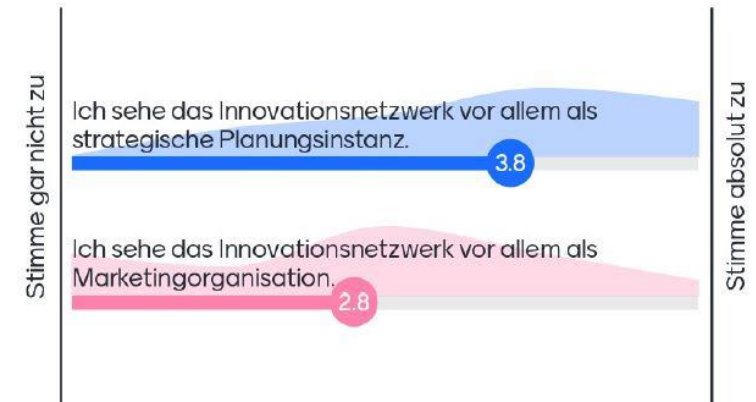 Stimme gar nicht zu
Ich sehe das Innovationsnetzwerk vor allem als
strategische Planungsinstanz.
3.8
Ich sehe das Innovationsnetzwerk vor allem als
Marketingorganisation.
2.8
Stimme absolut zu